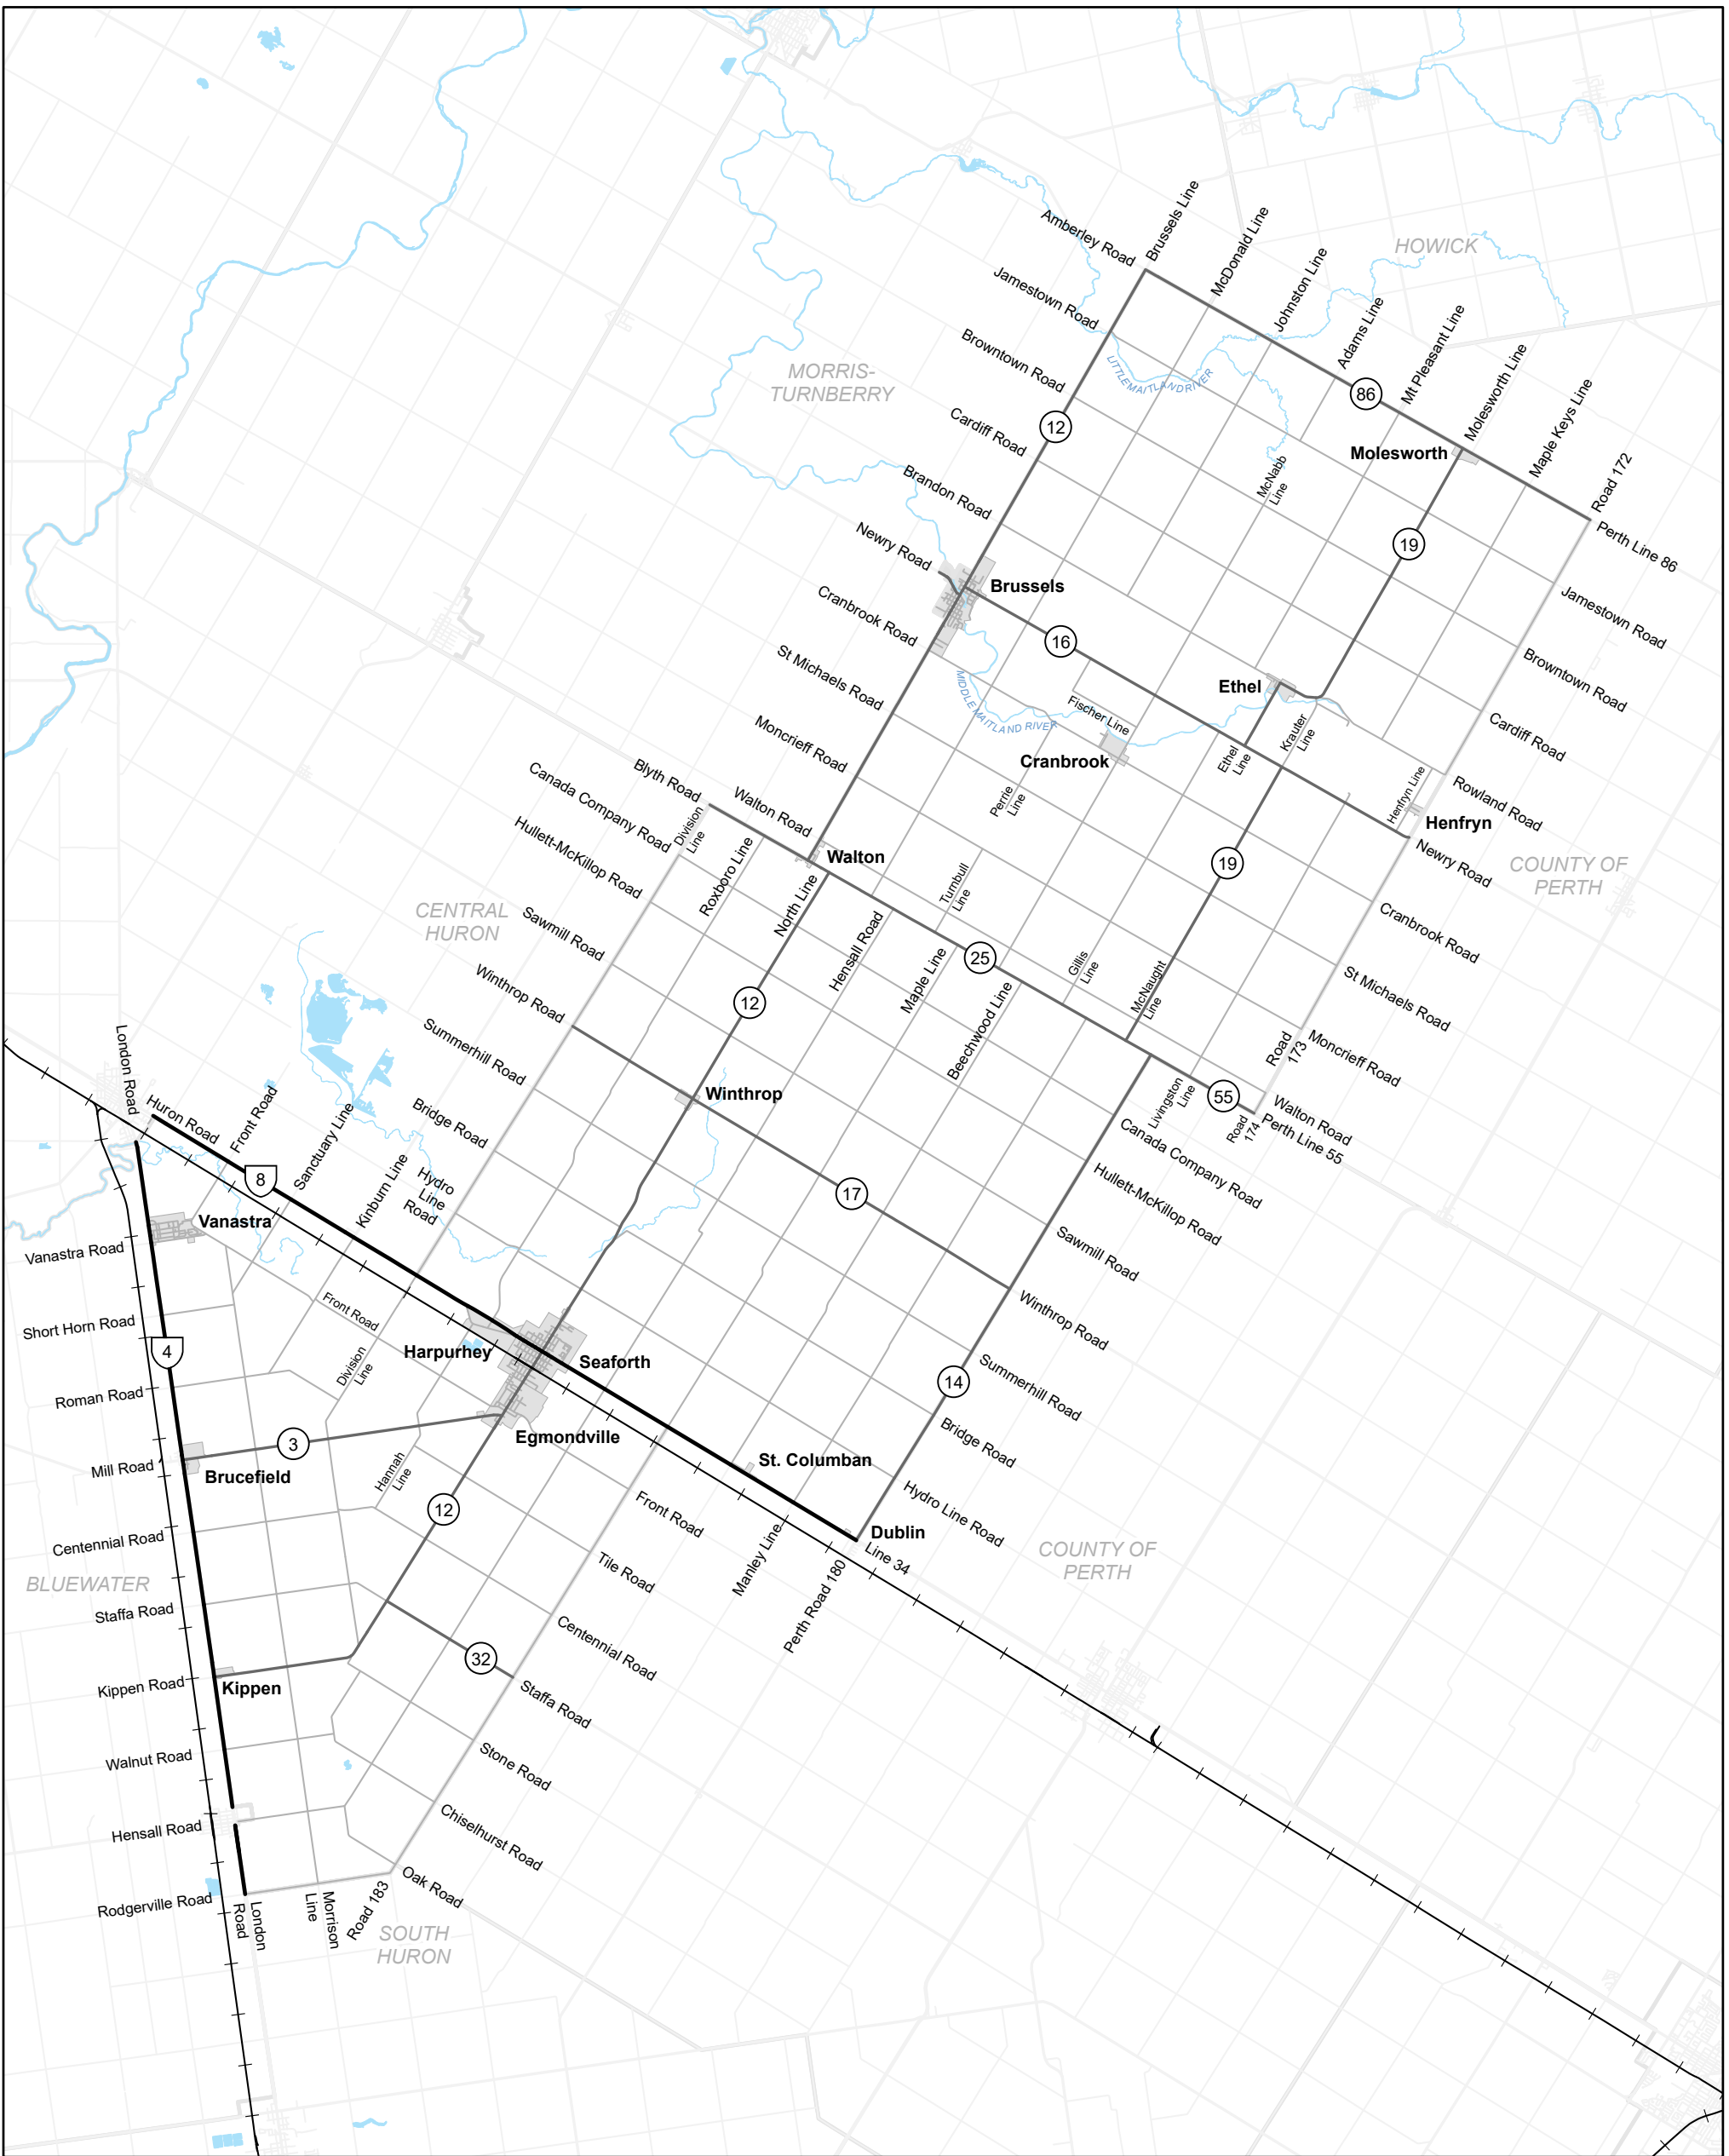 Brussels Line
Amberley Road
McDonald Line
HOWICK
Jamestown Road
Johnston Line
Adams Line
Mt Pleasant Line
Browntown Road
MORRIS-
TURNBERRY
LITTLE MAITLAND RIVER
86
Molesworth Line
Maple Keys Line
Cardiff Road
12
Molesworth
Road 172
Brandon Road
McNabb
Line
Newry Road
19
Perth Line 86
Brussels
Cranbrook Road
Jamestown Road
16
St Michaels Road
Browntown Road
Ethel
MIDDLE MAITLAND RIVER
Fischer Line
Krauter
Line
Cardiff Road
Moncrieff Road
Cranbrook
Ethel
Line
Blyth Road
Canada Company Road
Walton Road
Perrie
Line
Henfryn Line
Rowland Road
Division
Line
Henfryn
Hullett-McKillop Road
Roxboro Line
Walton
19
Newry Road
COUNTY OF
PERTH
Turnbull
Line
North Line
CENTRAL
HURON
Sawmill Road
Hensall Road
Cranbrook Road
Maple Line
25
Gillis
Line
McNaught
Line
St Michaels Road
Winthrop Road
12
Beechwood Line
Summerhill Road
London Road
Road
173
Moncrieff Road
Huron Road
Front Road
Winthrop
Livingston
Line
55
Walton Road
Sanctuary Line
Bridge Road
Road
174
Perth Line 55
Canada Company Road
8
Kinburn Line
Hydro
Line
Road
17
Hullett-McKillop Road
Vanastra
Vanastra Road
Sawmill Road
Front Road
Short Horn Road
Winthrop Road
4
Harpurhey
Seaforth
Division
Line
Summerhill Road
Roman Road
14
3
Egmondville
Bridge Road
Mill Road
Brucefield
St. Columban
Hannah
Line
12
Front Road
Hydro Line Road
Centennial Road
Manley Line
Dublin
Line 34
COUNTY OF
PERTH
BLUEWATER
Tile Road
Staffa Road
Perth Road 180
Centennial Road
32
Kippen Road
Kippen
Staffa Road
Walnut Road
Stone Road
Hensall Road
Chiselhurst Road
Rodgerville Road
London
Road
Morrison
Line
Road 183
Oak Road
SOUTH
HURON